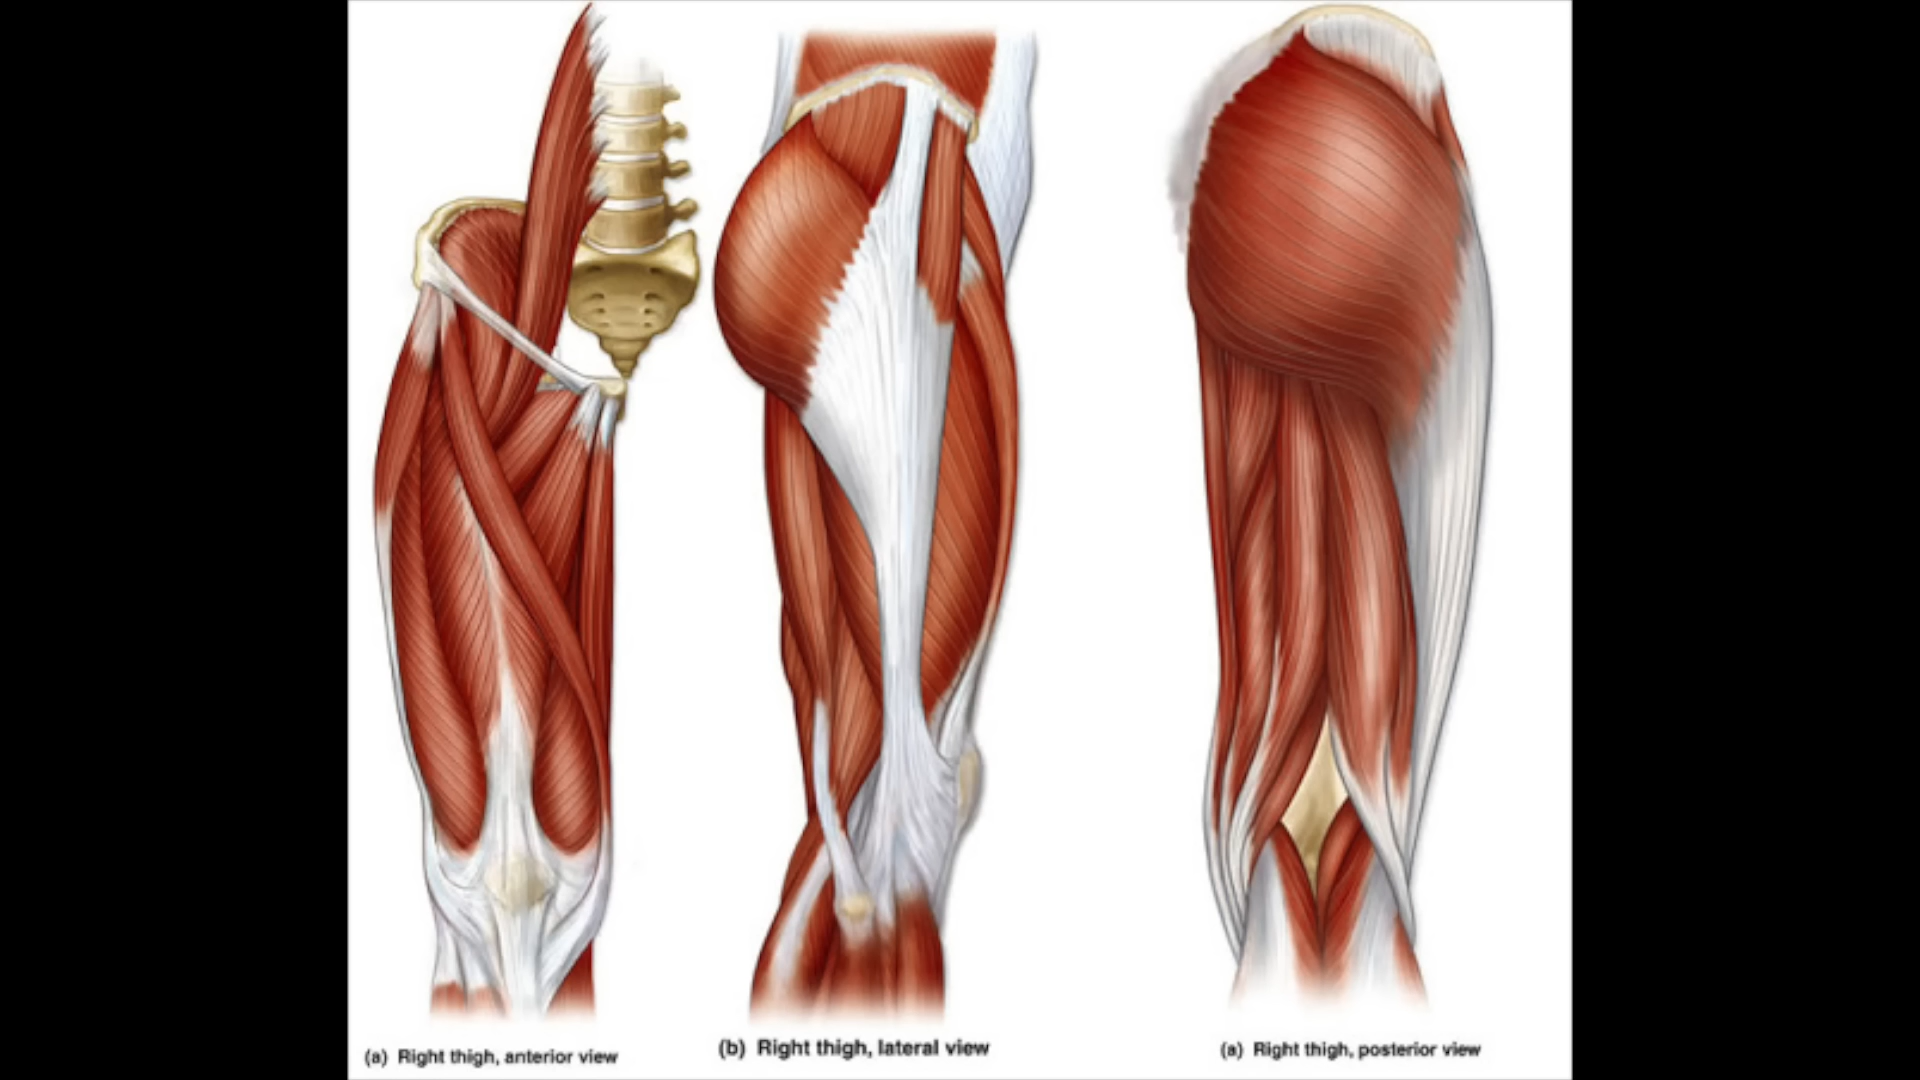 (a) Right thigh, anterior view
(b) Right thigh, lateral view
(a) Right thigh, posterior view